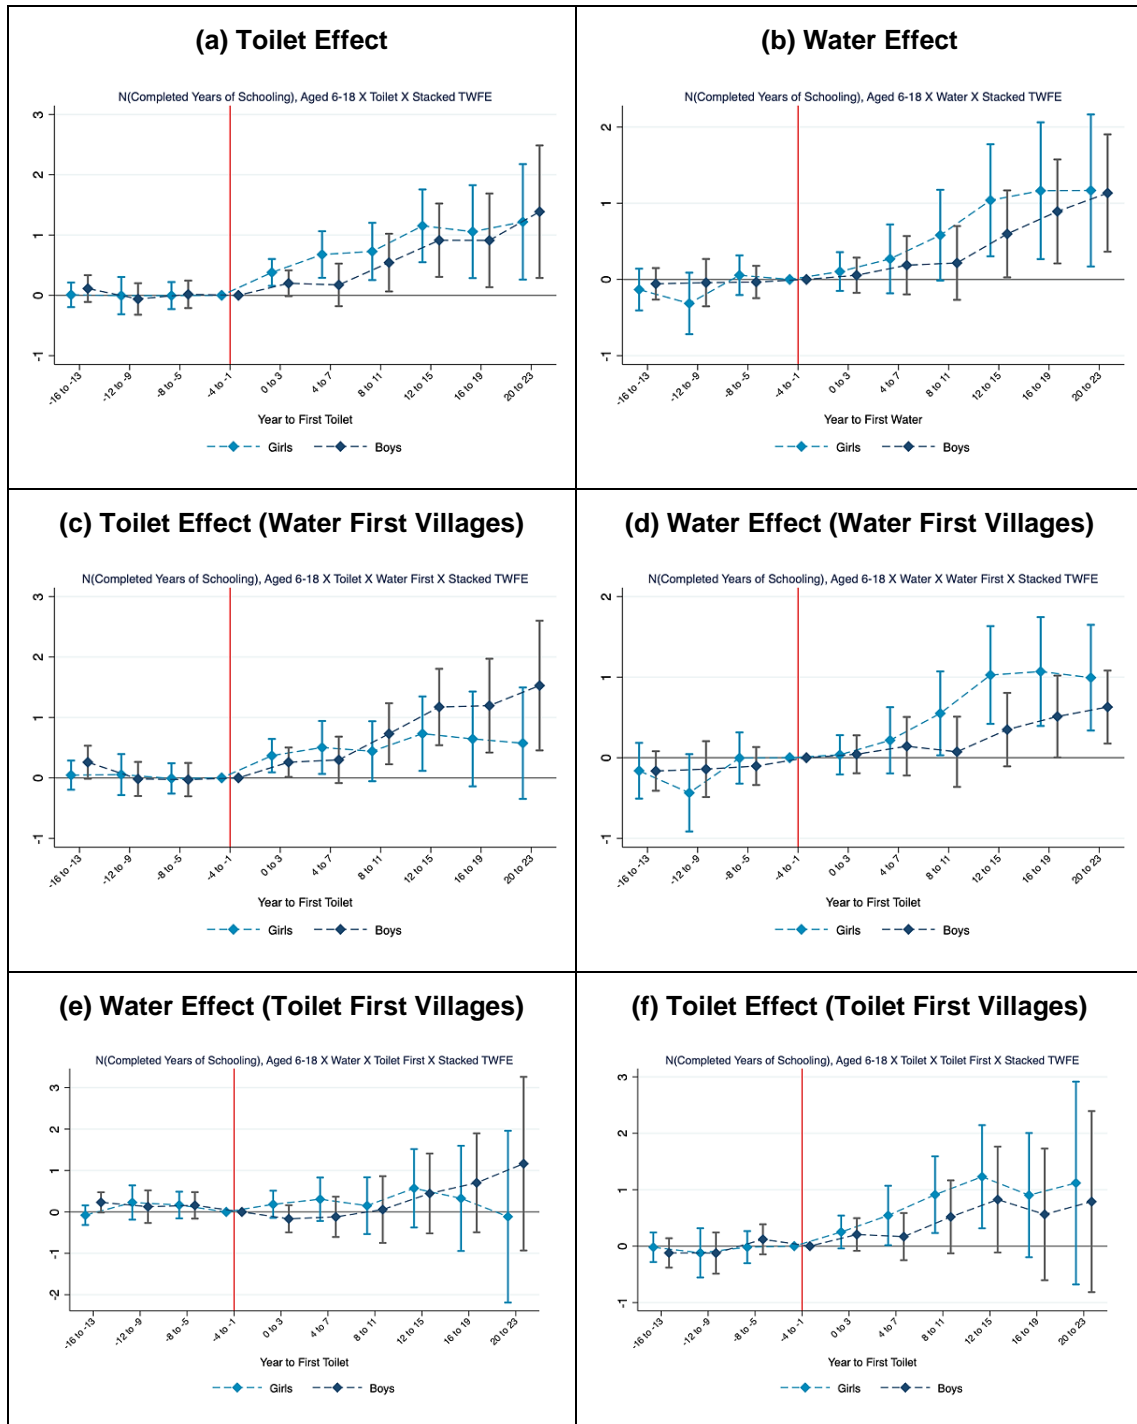 (a) Toilet Effect
N(Completed Years of Schooling), Aged 6-18 X Toilet X Stacked TWFE
3
2
1
0
-1
-16 to -13
-12 to -9
-8 to -5
-4 to -1
0 to 3
4 to 7
8 to 11
12 to 15
16 to 19
20 to 23
Year to First Toilet
Girls
Boys
(b) Water Effect
N(Completed Years of Schooling), Aged 6-18 X Water X Stacked TWFE
2
1
0
-1
-16 to -13
-12 to -9
-8 to -5
-4 to -1
0 to 3
4 to 7
8 to 11
12 to 15
16 to 19
20 to 23
Year to First Water
Girls
Boys
(c) Toilet Effect (Water First Villages)
N(Completed Years of Schooling), Aged 6-18 X Toilet X Water First X Stacked TWFE
3
2
1
0
-1
-16 to -13
-12 to -9
-8 to -5
-4 to -1
0 to 3
4 to 7
8 to 11
12 to 15
16 to 19
20 to 23
Year to First Toilet
Girls
Boys
(d) Water Effect (Water First Villages)
N(Completed Years of Schooling), Aged 6-18 X Water X Water First X Stacked TWFE
2
1
0
-1
-16 to -13
-12 to -9
-8 to -5
-4 to -1
0 to 3
4 to 7
8 to 11
12 to 15
16 to 19
20 to 23
Year to First Toilet
Girls
Boys
(e) Water Effect (Toilet First Villages)
N(Completed Years of Schooling), Aged 6-18 X Water X Toilet First X Stacked TWFE
3
2
1
0
-1
-2
-16 to -13
-12 to -9
-8 to -5
-4 to -1
0 to 3
4 to 7
8 to 11
12 to 15
16 to 19
20 to 23
Year to First Toilet
Girls
Boys
(f) Toilet Effect (Toilet First Villages)
N(Completed Years of Schooling), Aged 6-18 X Toilet X Toilet First X Stacked TWFE
3
2
1
0
-1
-16 to -13
-12 to -9
-8 to -5
-4 to -1
0 to 3
4 to 7
8 to 11
12 to 15
16 to 19
20 to 23
Year to First Toilet
Girls
Boys